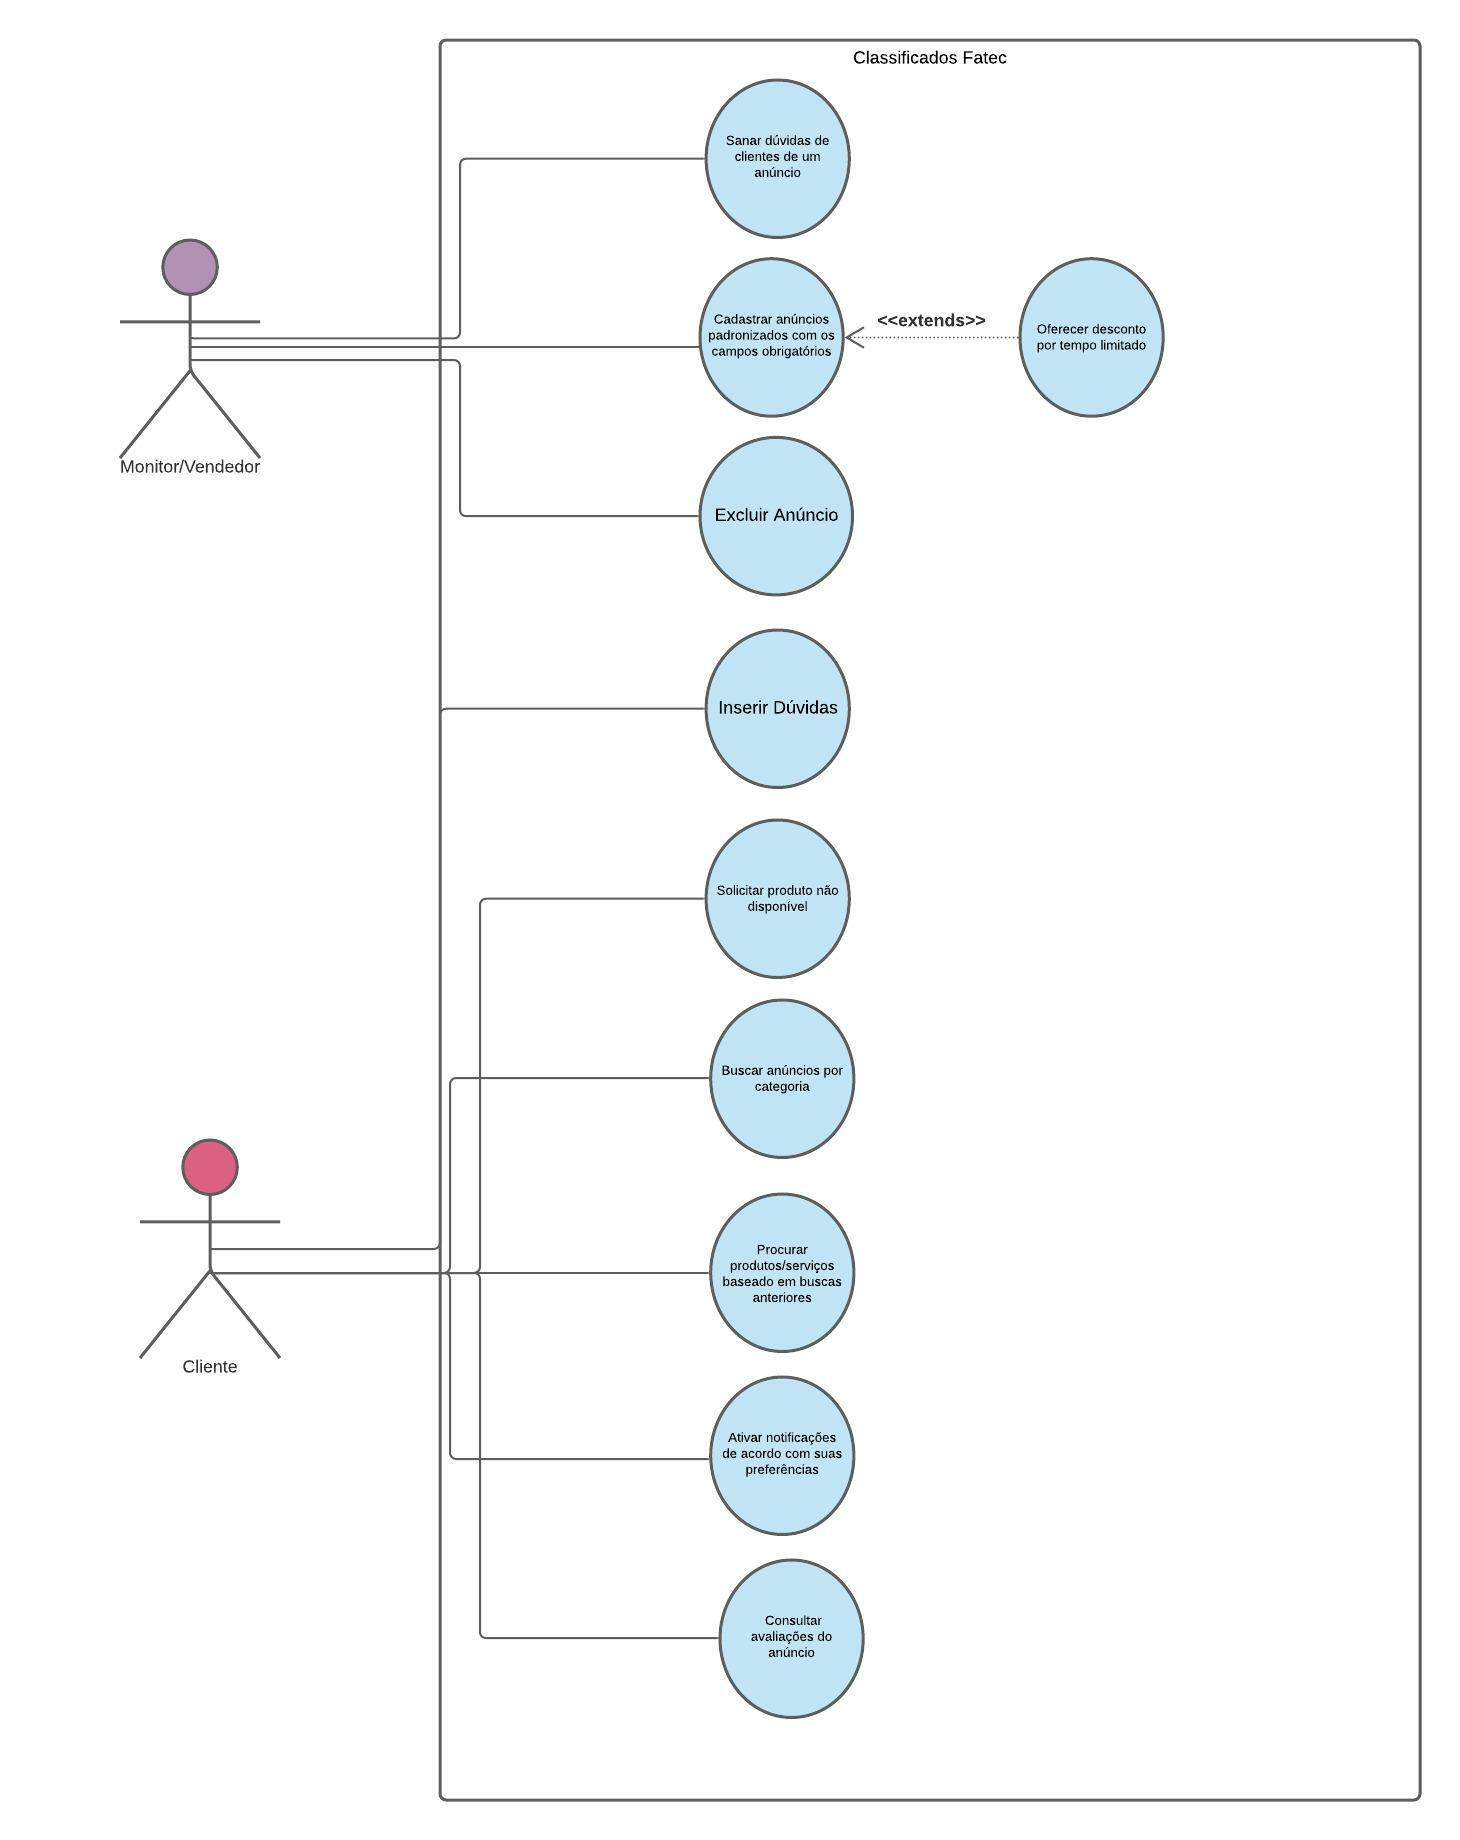 Classificados Fatec
Sanar dúvidas de
clientes de um
anúncio
Cadastrar anúncios
padronizados com os
campos obrigatórios
<<extends>>
Oferecer desconto
por tempo limitado
Monitor/Vendedor
Excluir Anúncio
Inserir Dúvidas
Solicitar produto não
disponível
Buscar anúncios por
categoria
Procurar
produtos/serviços
baseado em buscas
anteriores
Cliente
Ativar notificações
de acordo com suas
preferências
Consultar
avaliações do
anúncio